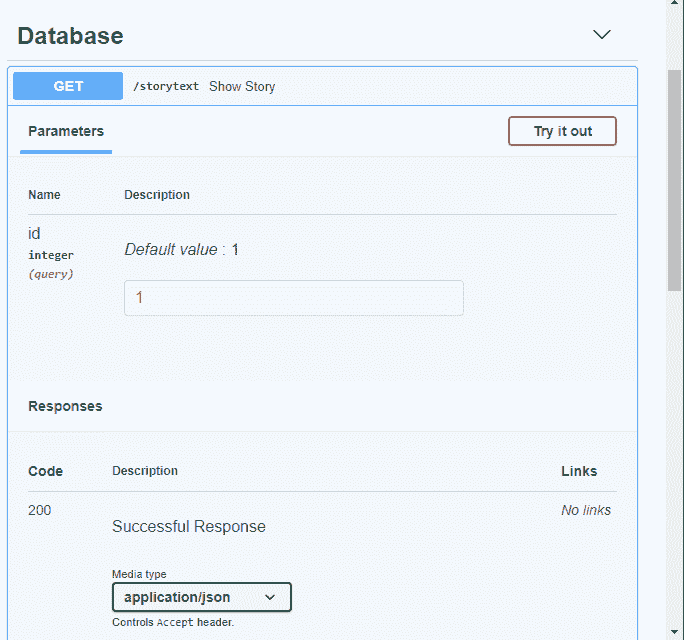 Database
GET /storytext Show Story
Parameters Try it out
Name Description
id
integer
(query)
Default value : 1
1
Responses
Code Description Links
200 Successful Response No links
Media type
application/json
Controls Accept header.